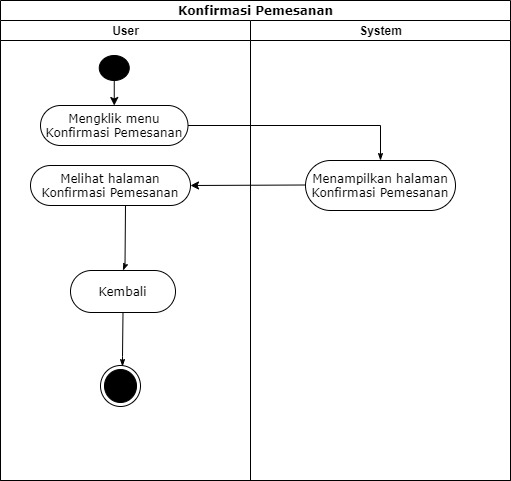 Konfirmasi Pemesanan
User
System
Mengklik menu
Konfirmasi Pemesanan
Melihat halaman
Konfirmasi Pemesanan
Menampilkan halaman
Konfirmasi Pemesanan
Kembali